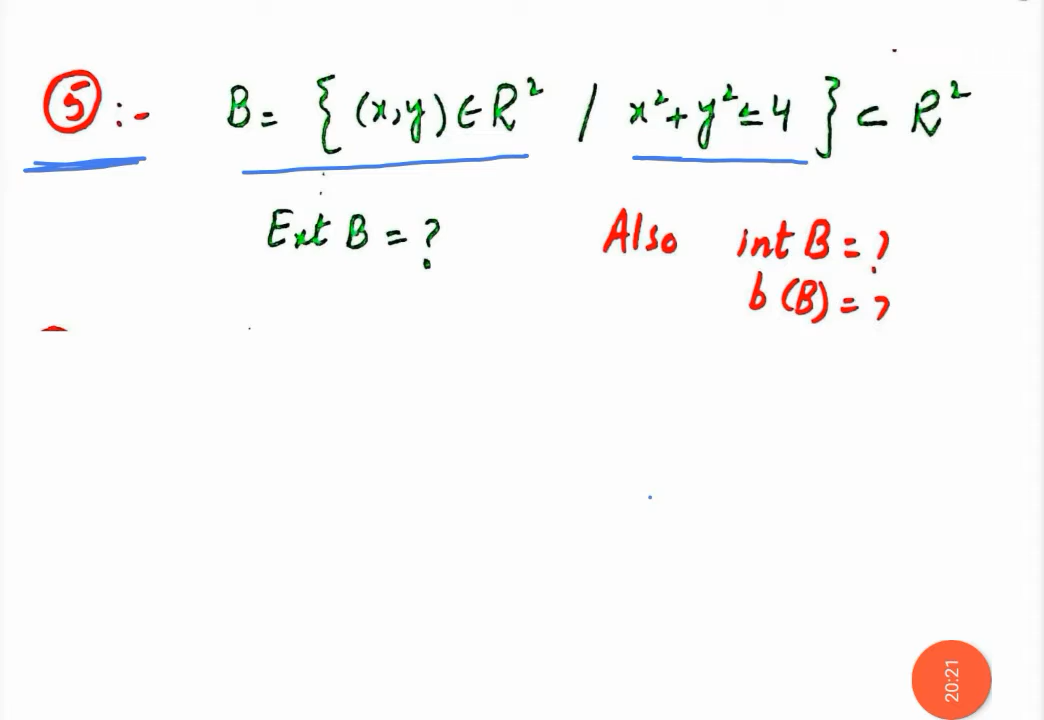 5 :- B = { (x,y) ∈ R² / x²+y² ≤ 4 } ⊂ R²
Ext B = ? Also int B = ?
b (B) = ?
20:21